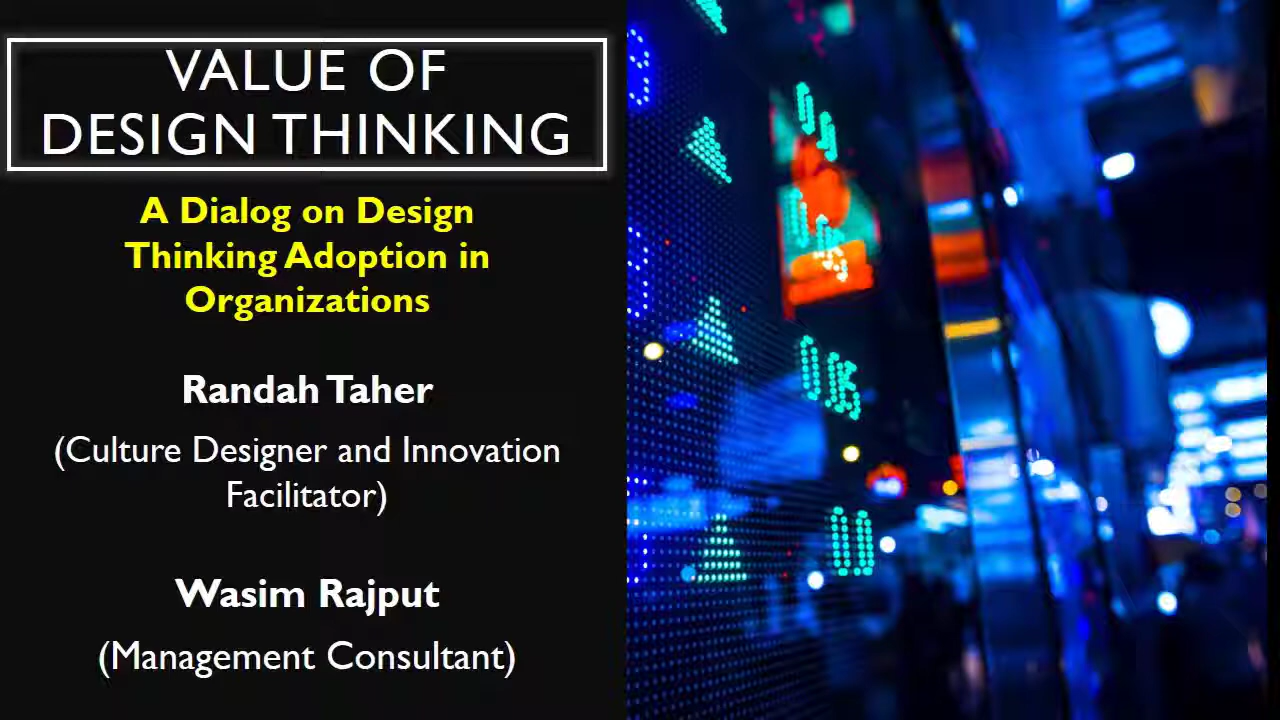 VALUE OF
DESIGN THINKING
A Dialog on Design
Thinking Adoption in
Organizations
Randah Taher
(Culture Designer and Innovation
Facilitator)
Wasim Rajput
(Management Consultant)